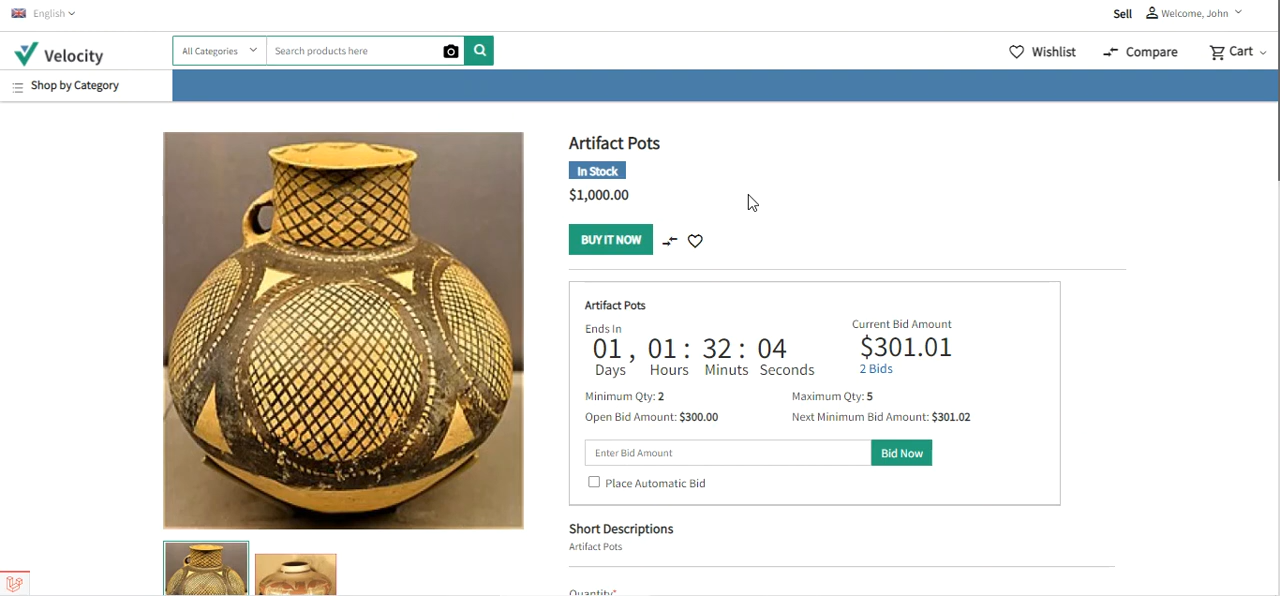 English
Sell
Welcome, John
Velocity
All Categories
Search products here
Wishlist
Compare
Cart
Shop by Category
Artifact Pots
In Stock
$1,000.00
BUY IT NOW
Artifact Pots
Ends In
01 , 01 : 32 : 04
Days Hours Minuts Seconds
Current Bid Amount
$301.01
2 Bids
Minimum Qty: 2
Maximum Qty: 5
Open Bid Amount: $300.00
Next Minimum Bid Amount: $301.02
Enter Bid Amount
Bid Now
Place Automatic Bid
Short Descriptions
Artifact Pots
Quantity*